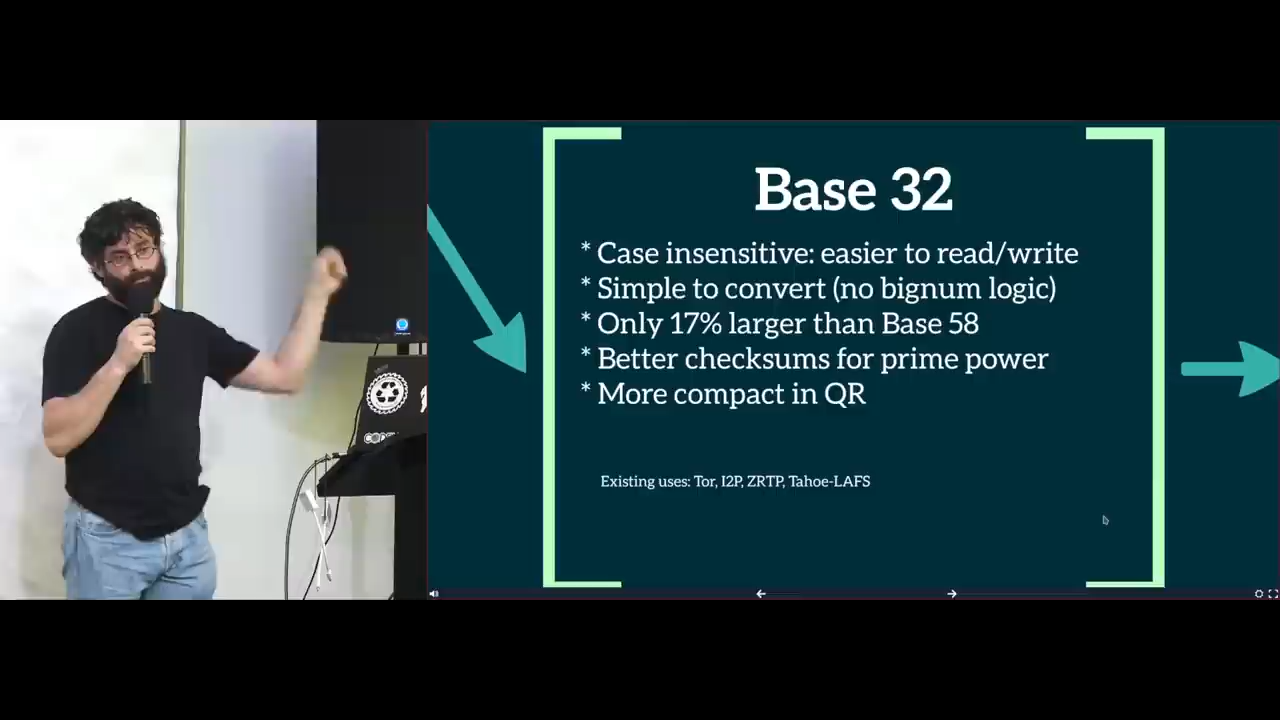 Base 32
* Case insensitive: easier to read/write
* Simple to convert (no bignum logic)
* Only 17% larger than Base 58
* Better checksums for prime power
* More compact in QR
Existing uses: Tor, I2P, ZRTP, Tahoe-LAFS